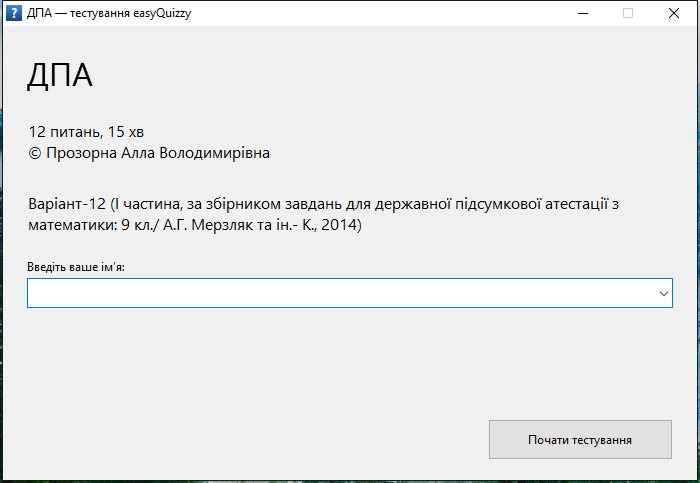 ДПА — тестування easyQuizzy
ДПА
12 питань, 15 хв
© Прозорна Алла Володимирівна
Варіант-12 (І частина, за збірником завдань для державної підсумкової атестації з
математики: 9 кл./ А.Г. Мерзляк та ін.- К., 2014)
Введіть ваше ім'я:
Почати тестування